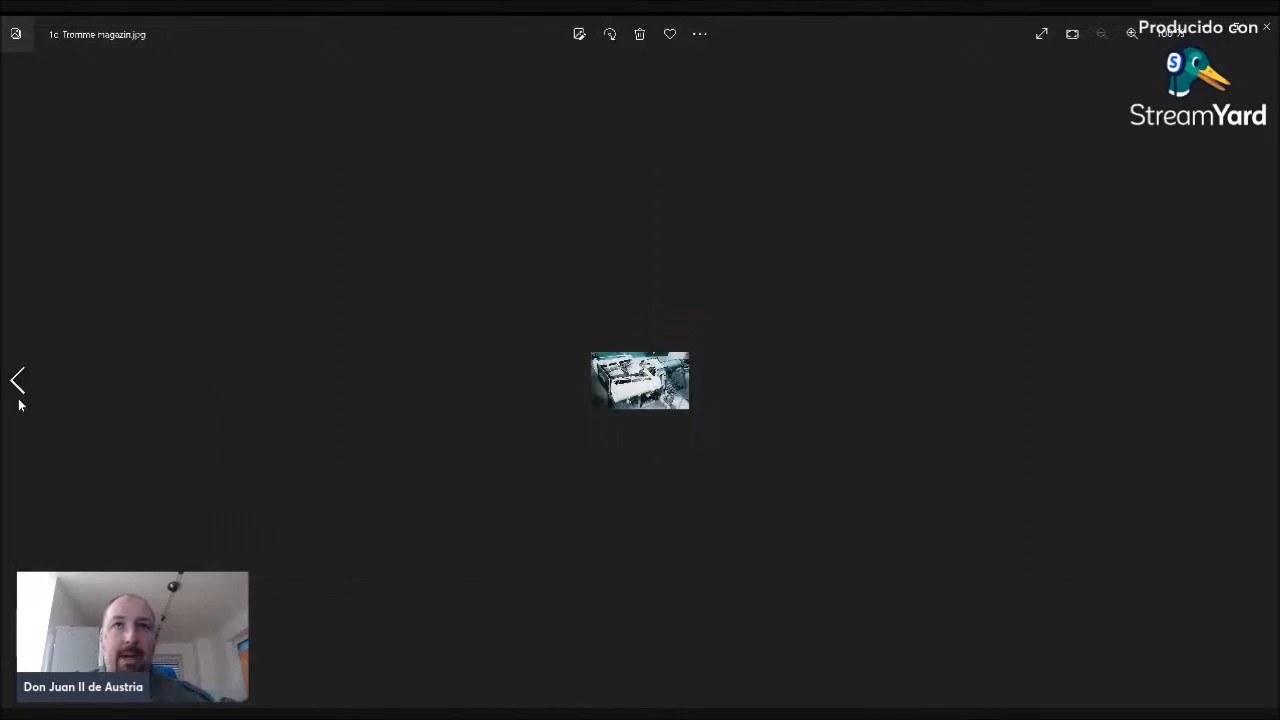 1c Tromme magazin.jpg
Producido con
StreamYard
Don Juan II de Austria